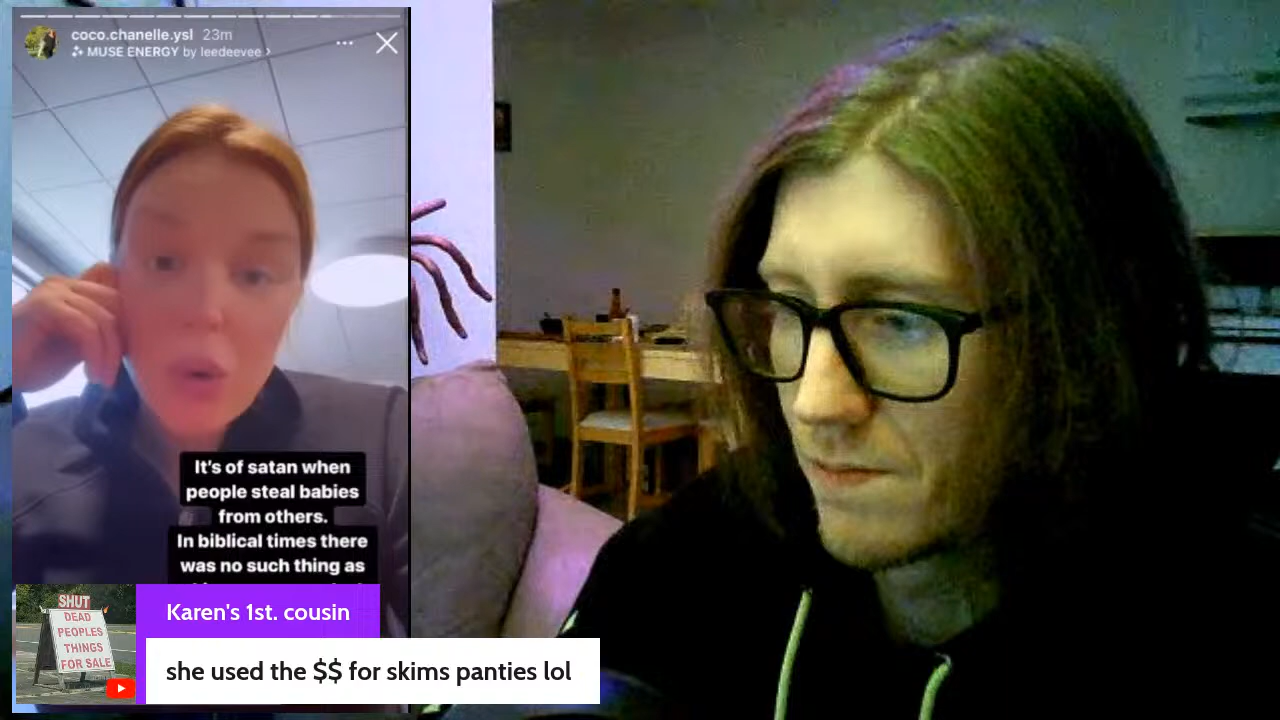 coco.chanelle.ysl 23m
MUSE ENERGY by leedeevee ›
It's of satan when
people steal babies
from others.
In biblical times there
was no such thing as
SHUT
DEAD
PEOPLES
THINGS
FOR SALE
Karen's 1st. cousin
she used the $$ for skims panties lol